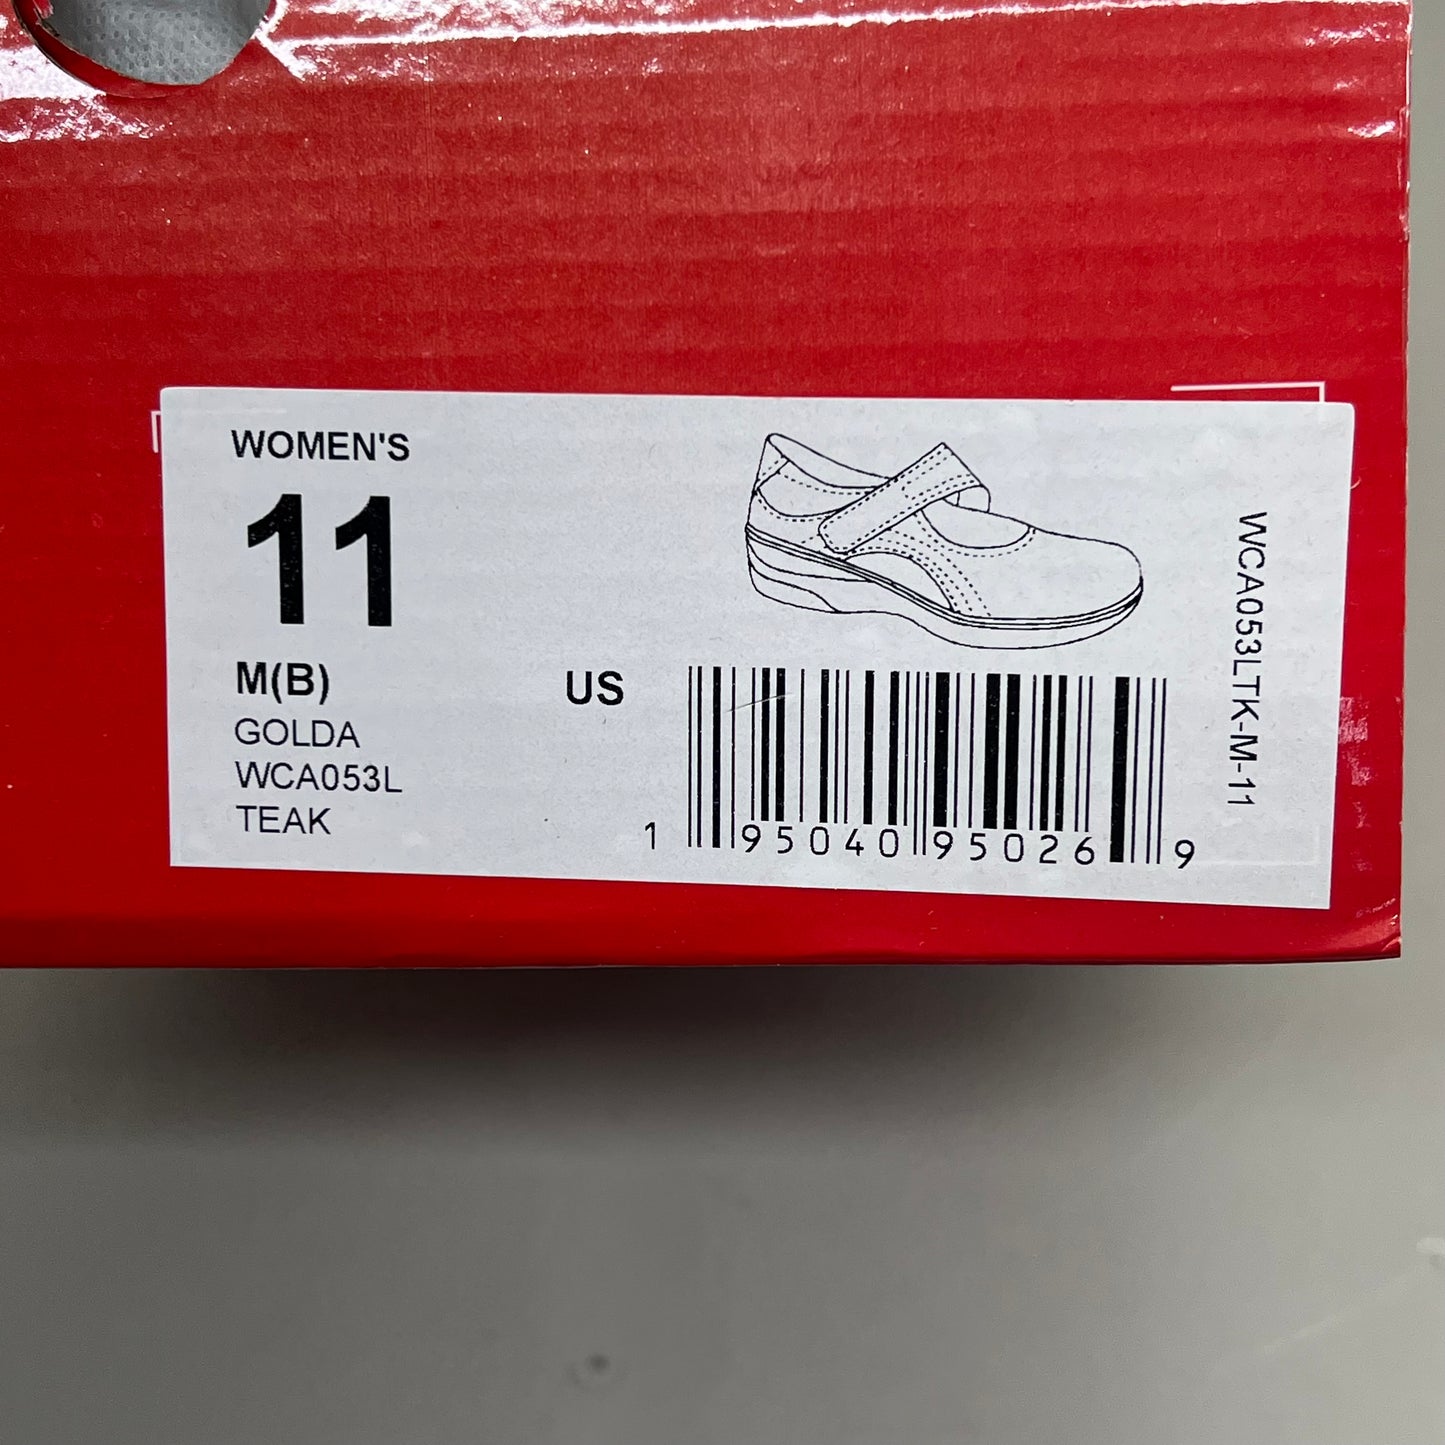 WOMEN'S
11
M(B)
US
GOLDA
WCA053L
TEAK
1 95040 95026 9
WCA053LTK-M-11